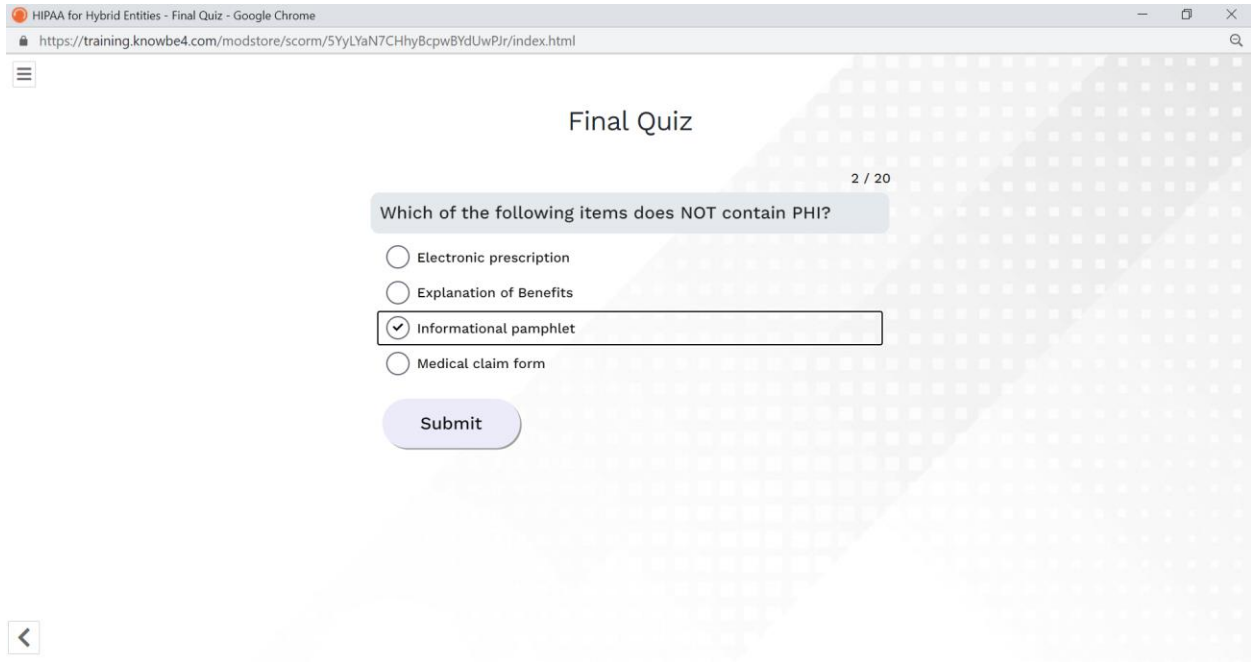 HIPAA for Hybrid Entities - Final Quiz - Google Chrome
https://training.knowbe4.com/modstore/scorm/5YyLYaN7CHhyBcpwBYdUwPJr/index.html
Final Quiz
2 / 20
Which of the following items does NOT contain PHI?
Electronic prescription
Explanation of Benefits
Informational pamphlet
Medical claim form
Submit